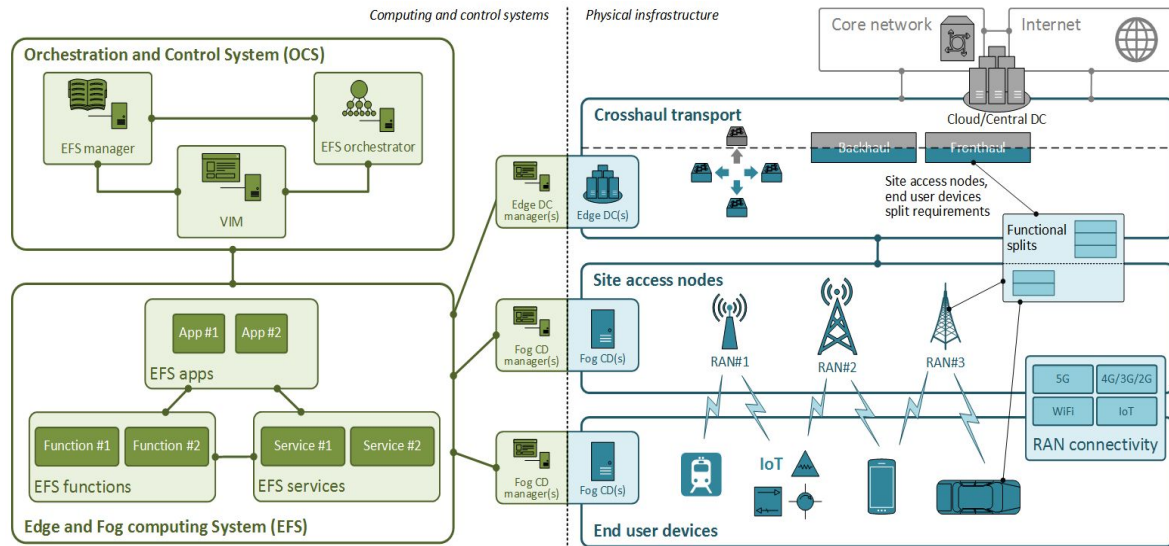 Computing and control systems
Physical insfrastructure
Orchestration and Control System (OCS)
EFS manager
EFS orchestrator
VIM
Edge and Fog computing System (EFS)
App #1
App #2
EFS apps
Function #1
Function #2
EFS functions
Service #1
Service #2
EFS services
Edge DC
manager(s)
Edge DC(s)
Fog CD
manager(s)
Fog CD(s)
Fog CD
manager(s)
Fog CD(s)
Core network
Internet
Cloud/Central DC
Crosshaul transport
Backhaul
Fronthaul
Site access nodes,
end user devices
split requirements
Functional
splits
Site access nodes
RAN#1
RAN#2
RAN#3
5G
4G/3G/2G
WiFi
IoT
RAN connectivity
IoT
End user devices